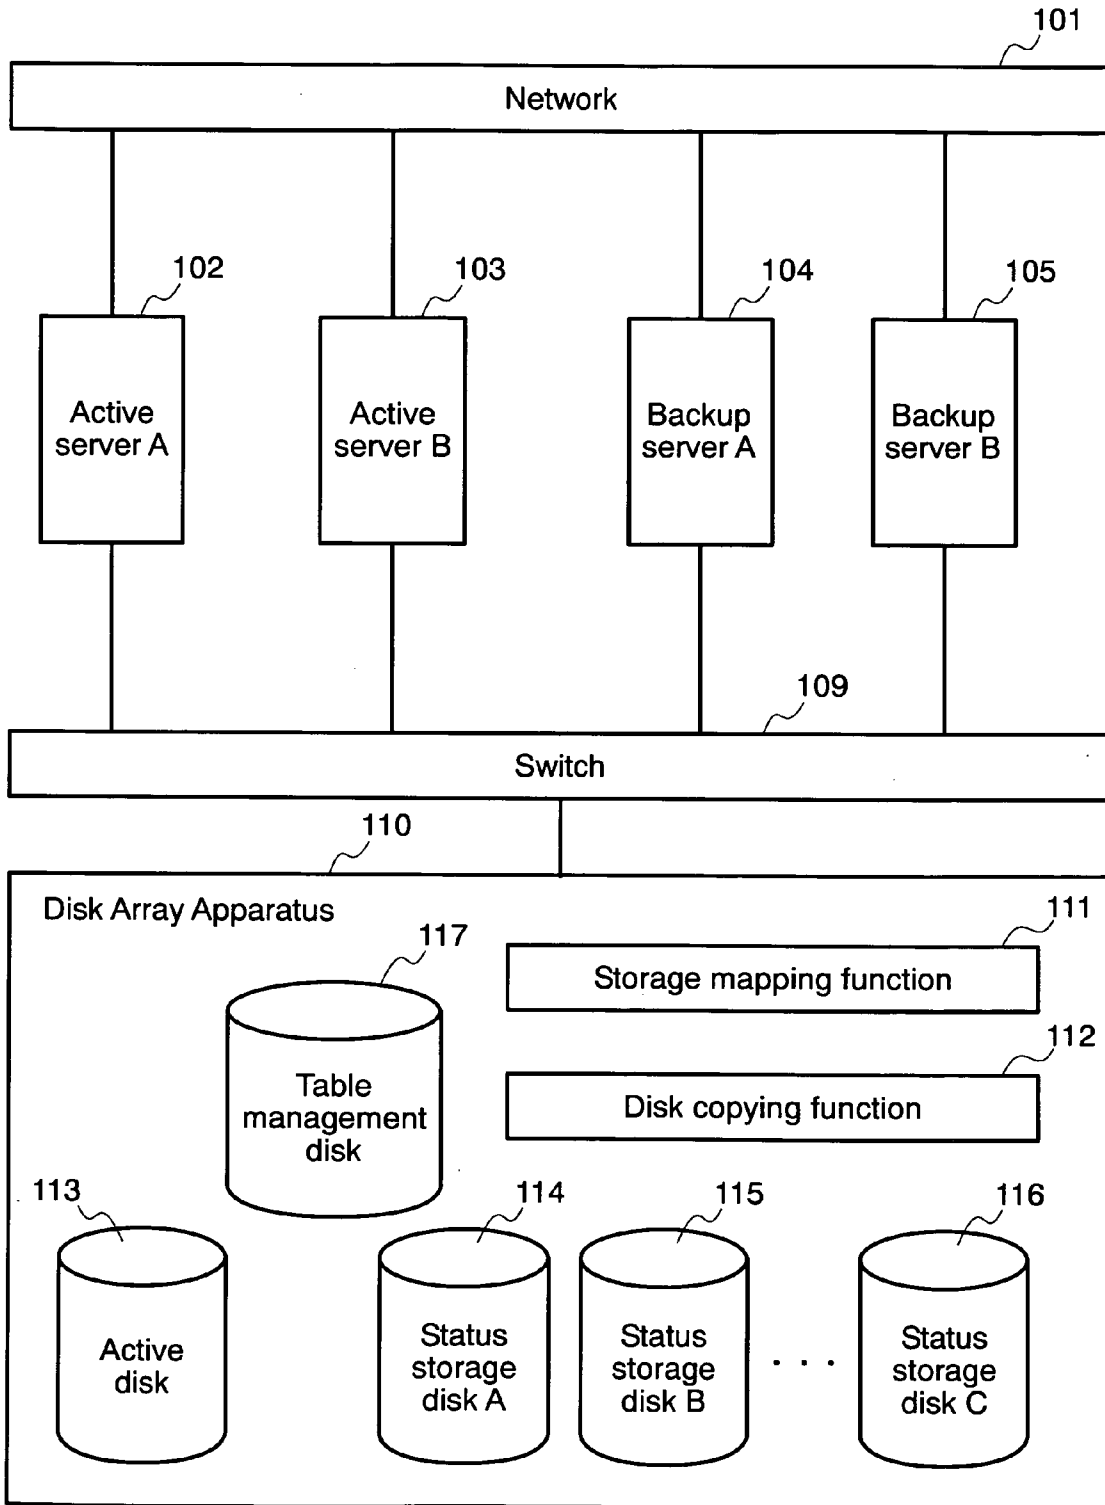 101
Network
102
103
104
105
Active
server A
Active
server B
Backup
server A
Backup
server B
109
Switch
110
Disk Array Apparatus
117
111
Storage mapping function
112
Disk copying function
Table
management
disk
113
114
115
116
Active
disk
Status
storage
disk A
Status
storage
disk B
. . .
Status
storage
disk C